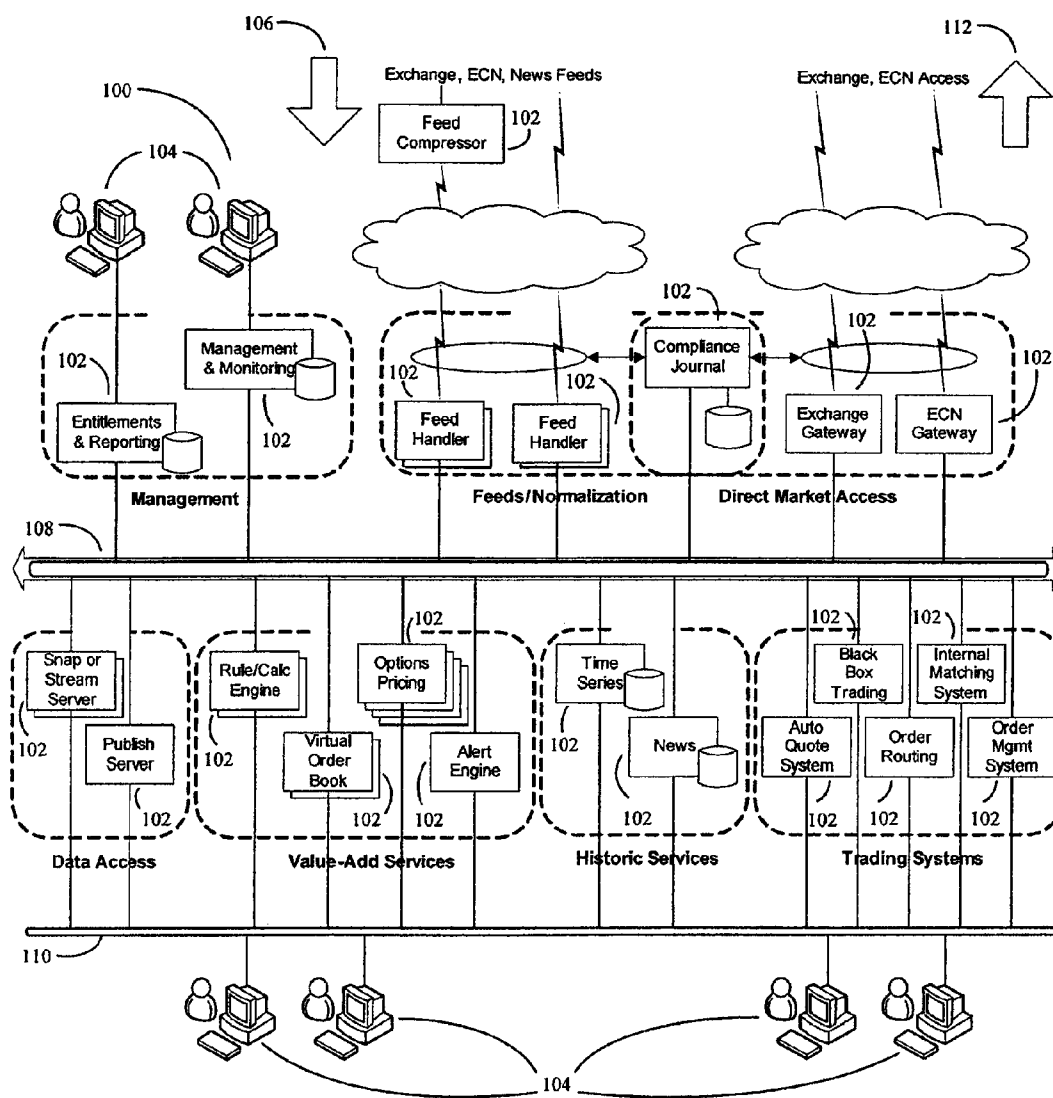 106
112
Exchange, ECN, News Feeds
Exchange, ECN Access
100
Feed
Compressor
102
104
102
Management
& Monitoring
102
Entitlements
& Reporting
102
Management
102
Feed
Handler
102
Feed
Handler
Feeds/Normalization
102
Compliance
Journal
102
Exchange
Gateway
102
ECN
Gateway
Direct Market Access
108
Snap or
Stream
Server
102
Publish
Server
102
Data Access
Rule/Calc
Engine
102
102
Options
Pricing
Virtual
Order
Book
102
Alert
Engine
102
Value-Add Services
Time
Series
102
News
102
Historic Services
102
Black
Box
Trading
102
Internal
Matching
System
Auto
Quote
System
102
Order
Routing
102
Order
Mgmt
System
102
Trading Systems
110
104